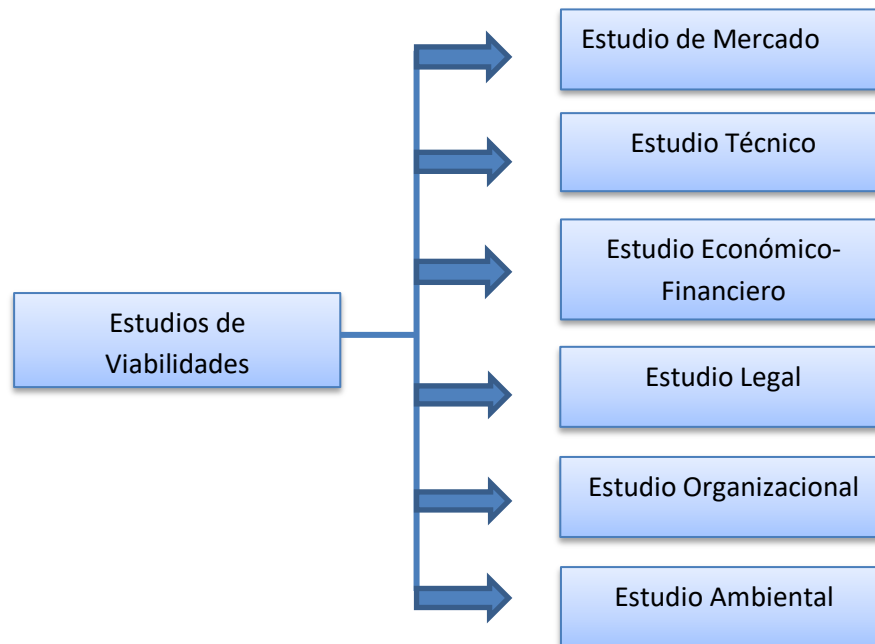 Estudio de Mercado
Estudio Técnico
Estudio Económico-
Financiero
Estudios de
Viabilidades
Estudio Legal
Estudio Organizacional
Estudio Ambiental